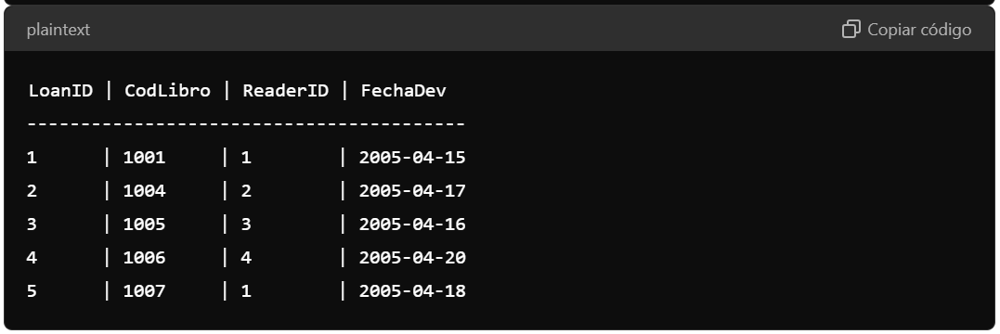 plaintext
Copiar código
LoanID | CodLibro | ReaderID | FechaDev
-----------------------------------------
1      | 1001     | 1        | 2005-04-15
2      | 1004     | 2        | 2005-04-17
3      | 1005     | 3        | 2005-04-16
4      | 1006     | 4        | 2005-04-20
5      | 1007     | 1        | 2005-04-18